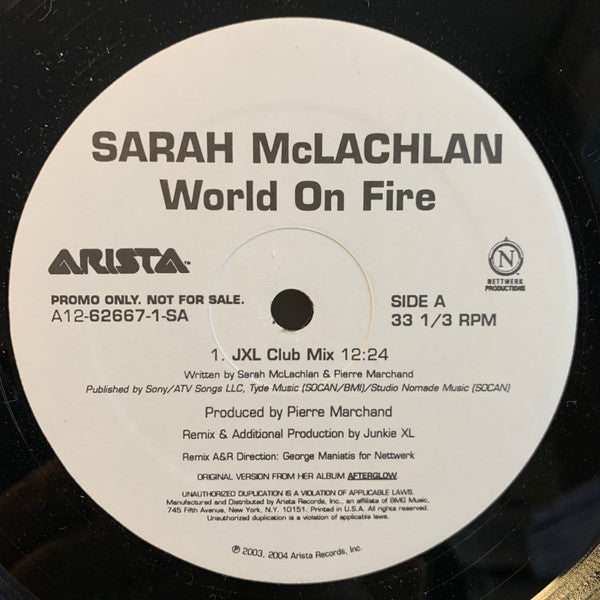 SARAH McLACHLAN
World On Fire
ARISTA™
N
NETTWERK
PRODUCTIONS
PROMO ONLY. NOT FOR SALE.
A12-62667-1-SA
SIDE A
33 1/3 RPM
1. JXL Club Mix 12:24
Written by Sarah McLachlan & Pierre Marchand
Published by Sony/ATV Songs LLC, Tyde Music (SOCAN/BMI)/Studio Nomade Music (SOCAN)
Produced by Pierre Marchand
Remix & Additional Production by Junkie XL
Remix A&R Direction: George Maniatis for Nettwerk
ORIGINAL VERSION FROM HER ALBUM AFTERGLOW
UNAUTHORIZED DUPLICATION IS A VIOLATION OF APPLICABLE LAWS.
Manufactured and Distributed by Arista Records, Inc., an affiliate of BMG Music,
745 Fifth Avenue, New York, N.Y. 10151. Printed in U.S.A. All rights reserved.
Unauthorized duplication is a violation of applicable laws.
℗ 2003, 2004 Arista Records, Inc.